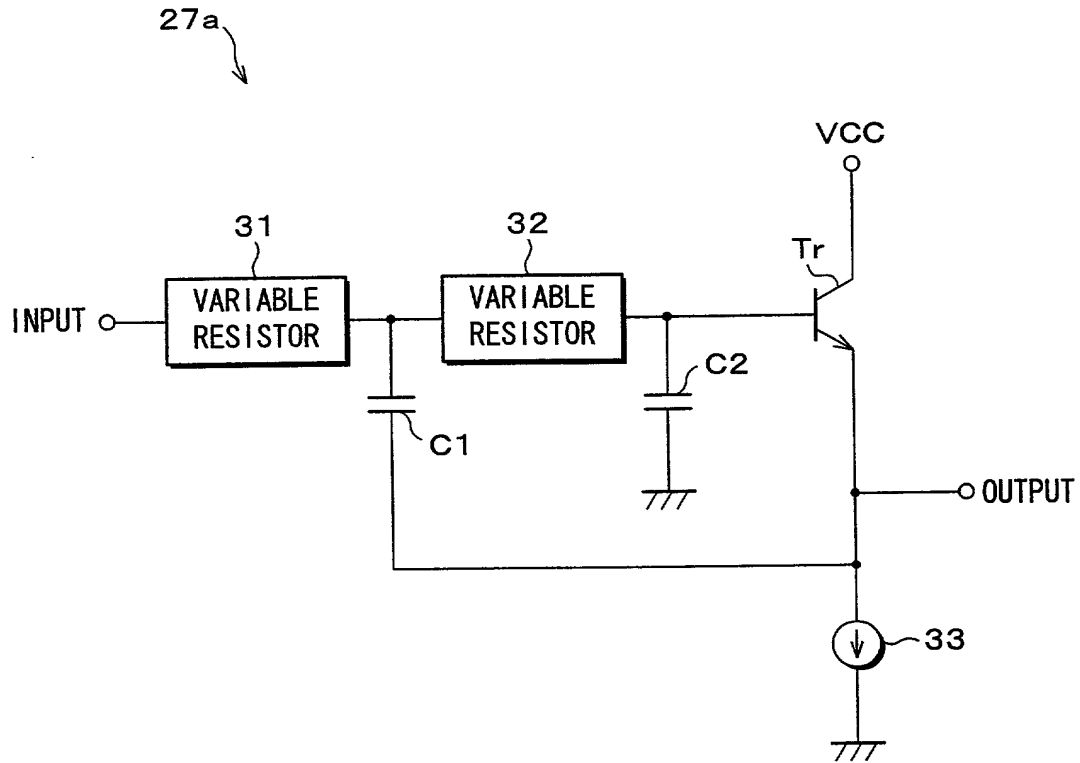 27a
VCC
31
32
Tr
INPUT
VARIABLE
RESISTOR
VARIABLE
RESISTOR
C2
C1
OUTPUT
33